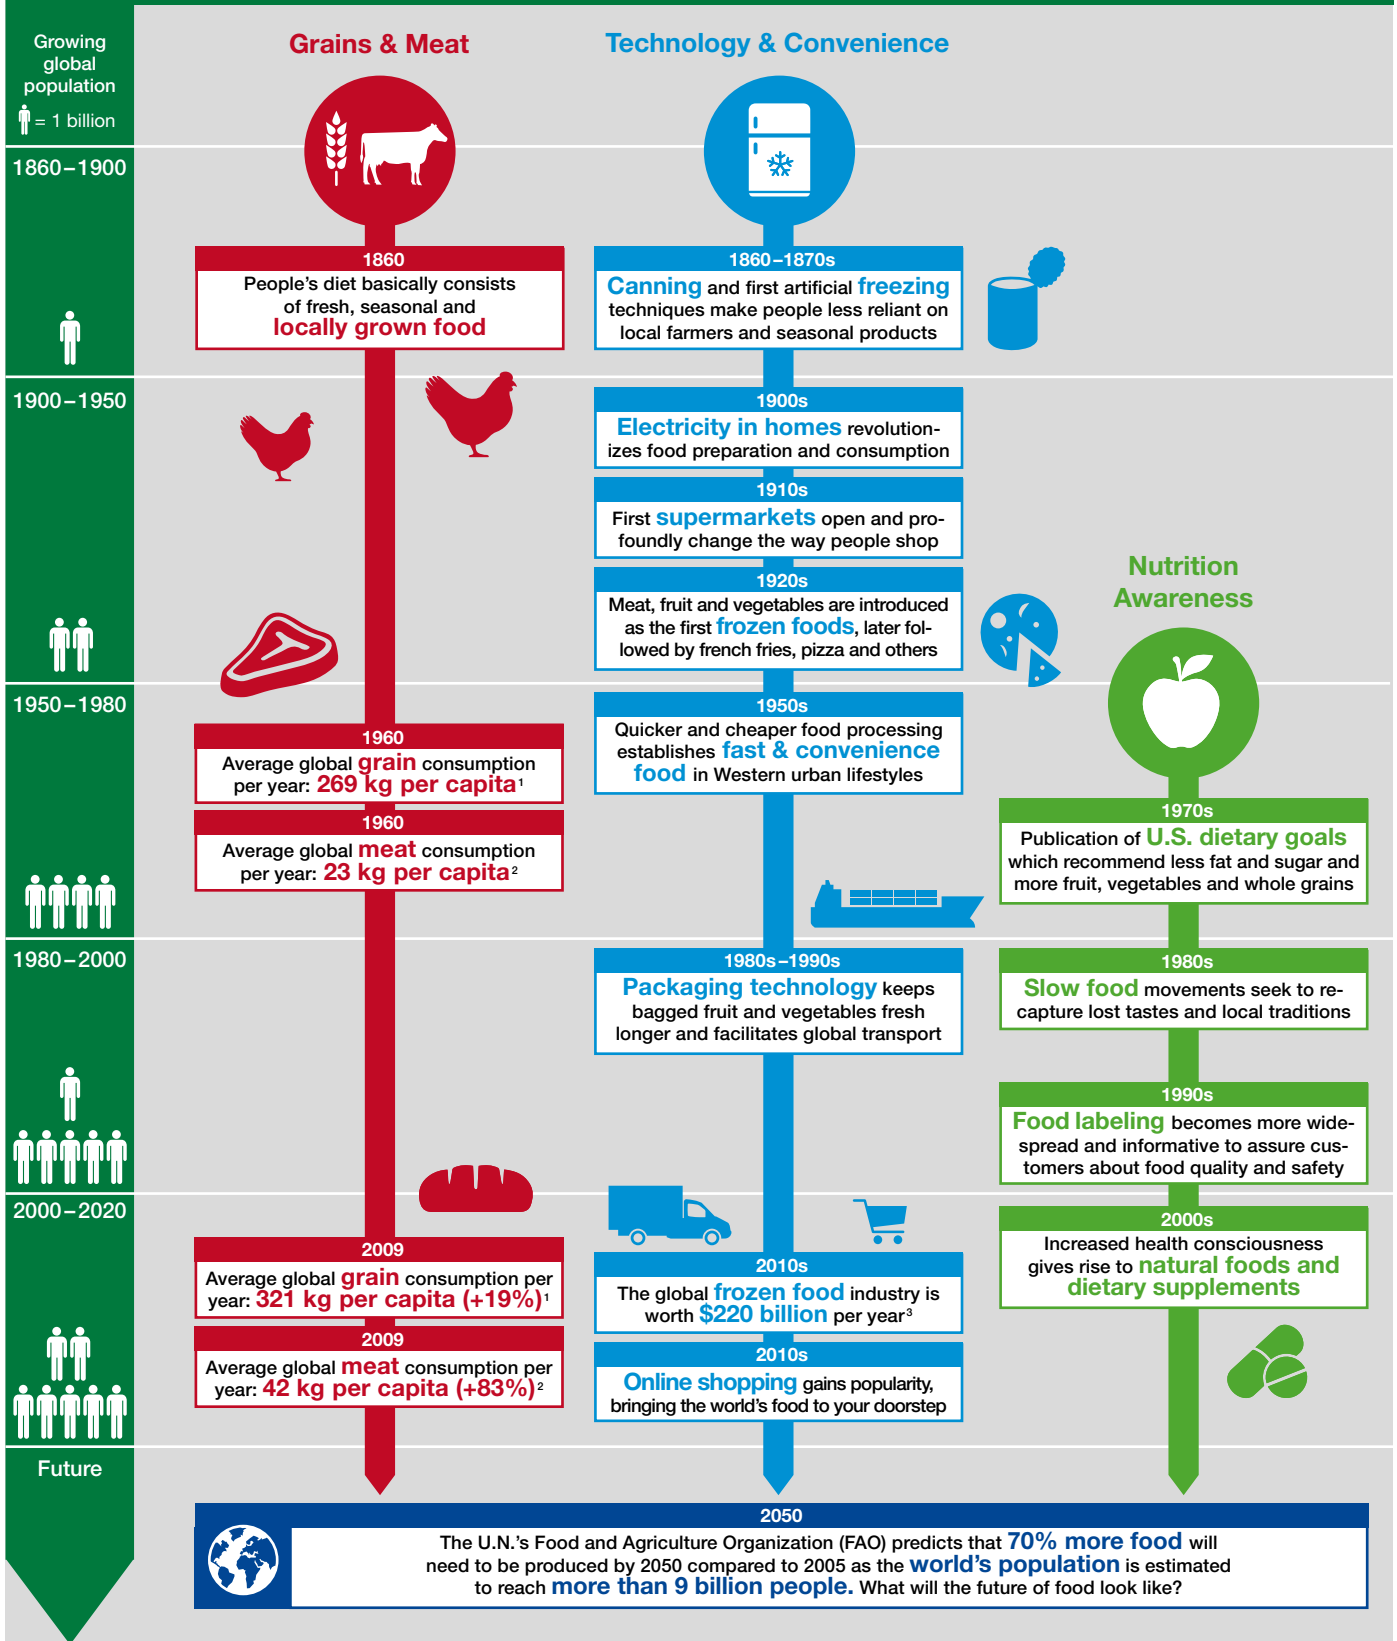 Growing
global
population
= 1 billion
Grains & Meat
Technology & Convenience
1860–1900
1860
People's diet basically consists
of fresh, seasonal and
locally grown food
1860–1870s
Canning and first artificial freezing
techniques make people less reliant on
local farmers and seasonal products
1900–1950
1900s
Electricity in homes revolution-
izes food preparation and consumption
1910s
First supermarkets open and pro-
foundly change the way people shop
1920s
Meat, fruit and vegetables are introduced
as the first frozen foods, later fol-
lowed by french fries, pizza and others
Nutrition
Awareness
1950–1980
1960
Average global grain consumption
per year: 269 kg per capita¹
1960
Average global meat consumption
per year: 23 kg per capita²
1950s
Quicker and cheaper food processing
establishes fast & convenience
food in Western urban lifestyles
1970s
Publication of U.S. dietary goals
which recommend less fat and sugar and
more fruit, vegetables and whole grains
1980–2000
1980s–1990s
Packaging technology keeps
bagged fruit and vegetables fresh
longer and facilitates global transport
1980s
Slow food movements seek to re-
capture lost tastes and local traditions
1990s
Food labeling becomes more wide-
spread and informative to assure cus-
tomers about food quality and safety
2000–2020
2009
Average global grain consumption per
year: 321 kg per capita (+19%)¹
2009
Average global meat consumption per
year: 42 kg per capita (+83%)²
2010s
The global frozen food industry is
worth $220 billion per year³
2010s
Online shopping gains popularity,
bringing the world's food to your doorstep
2000s
Increased health consciousness
gives rise to natural foods and
dietary supplements
Future
2050
The U.N.'s Food and Agriculture Organization (FAO) predicts that 70% more food will
need to be produced by 2050 compared to 2005 as the world's population is estimated
to reach more than 9 billion people. What will the future of food look like?